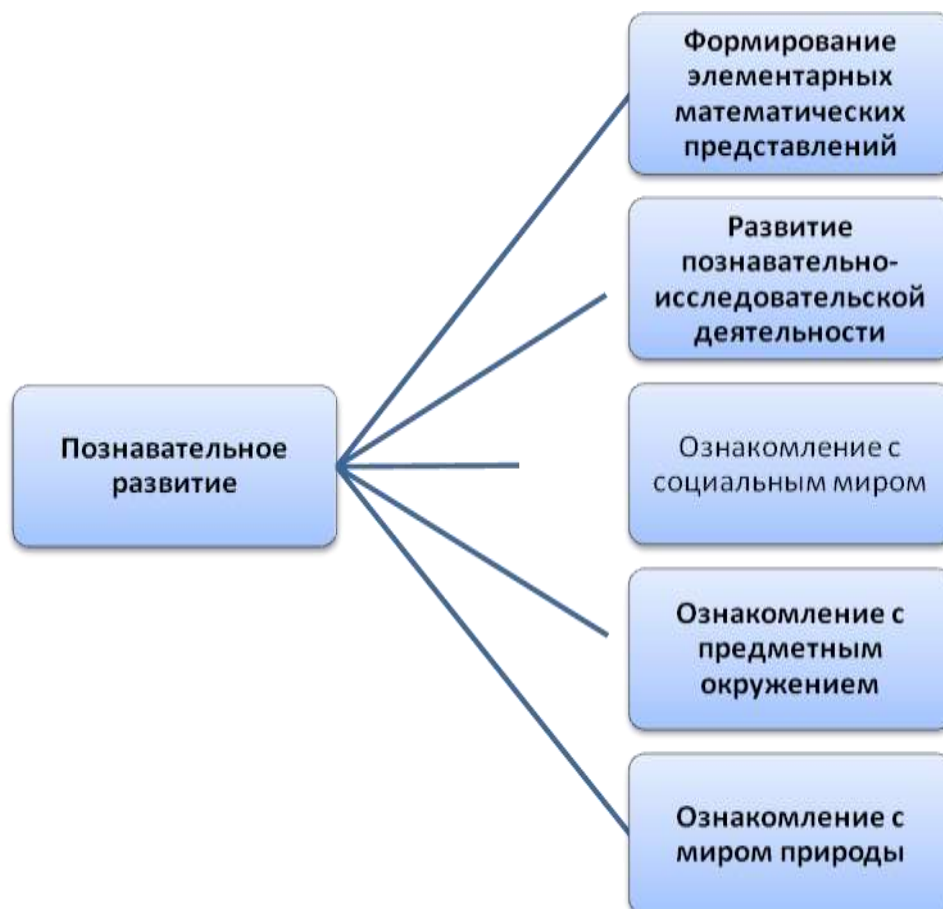 Формирование
элементарных
математических
представлений
Развитие
познавательно-
исследовательской
деятельности
Познавательное
развитие
Ознакомление с
социальным миром
Ознакомление с
предметным
окружением
Ознакомление с
миром природы